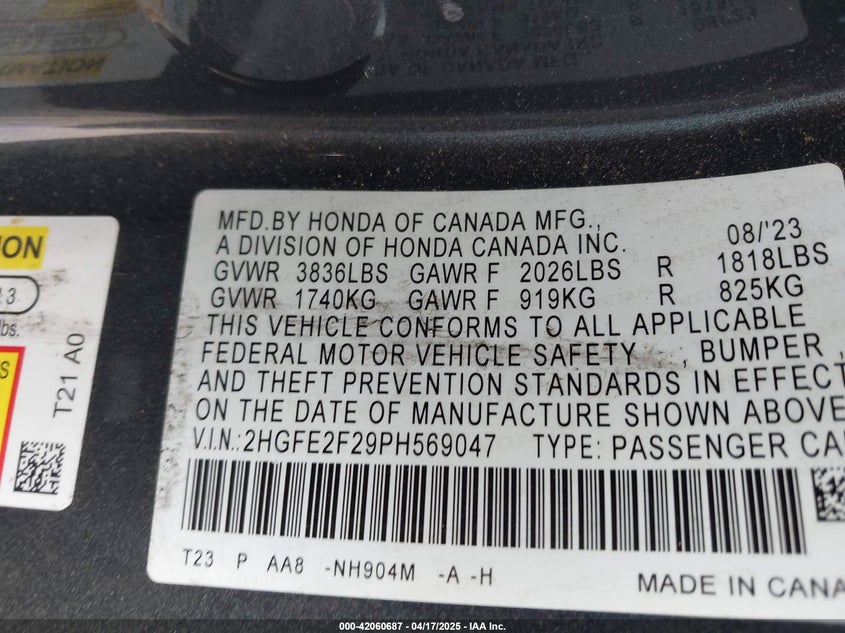 MFD.BY HONDA OF CANADA MFG.,
A DIVISION OF HONDA CANADA INC. 08/'23
GVWR 3836LBS GAWR F 2026LBS R 1818LBS
GVWR 1740KG GAWR F 919KG R 825KG
THIS VEHICLE CONFORMS TO ALL APPLICABLE
FEDERAL MOTOR VEHICLE SAFETY , BUMPER ,
AND THEFT PREVENTION STANDARDS IN EFFECT
ON THE DATE OF MANUFACTURE SHOWN ABOVE
V.I.N.:2HGFE2F29PH569047 TYPE: PASSENGER CA
T23 P AA8 -NH904M -A -H
MADE IN CANA
ION
23
lbs.
S
T21 A0
000-42060687 - 04/17/2025 - IAA Inc.